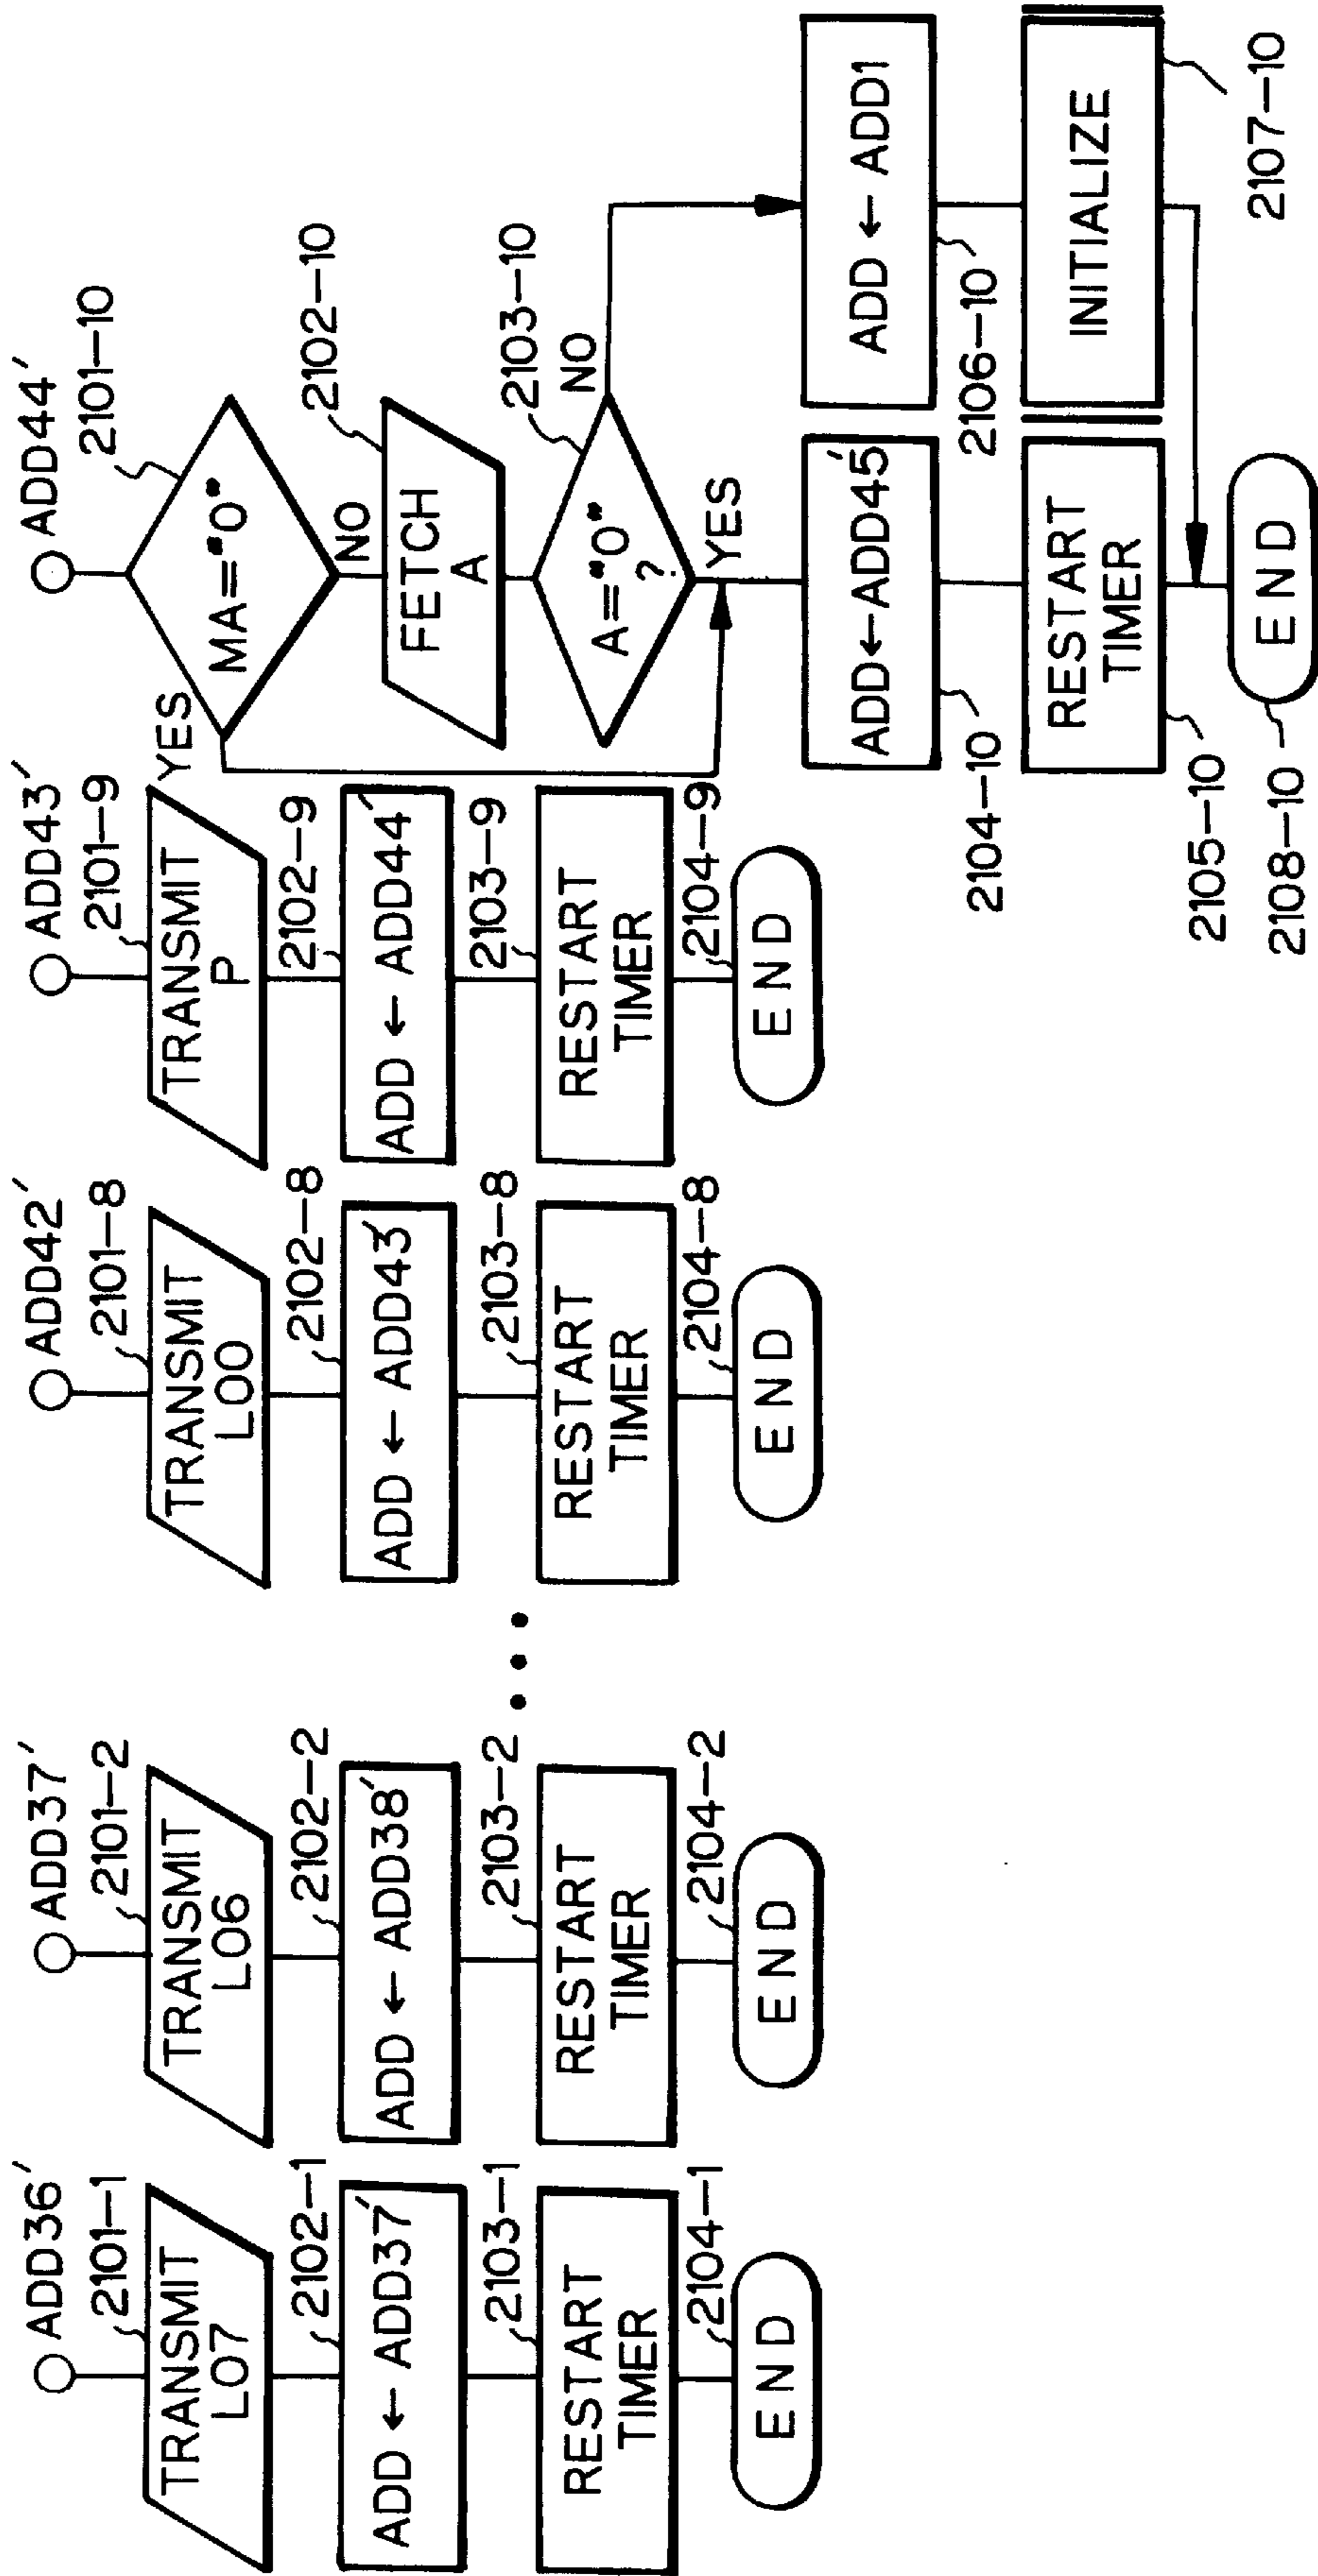 ADD36′
2101–1
TRANSMIT
L07
2102–1
ADD ← ADD37′
2103–1
RESTART
TIMER
2104–1
END
ADD37′
2101–2
TRANSMIT
L06
2102–2
ADD ← ADD38′
2103–2
RESTART
TIMER
2104–2
END
• • •
ADD42′
2101–8
TRANSMIT
L00
2102–8
ADD ← ADD43′
2103–8
RESTART
TIMER
2104–8
END
ADD43′
2101–9
TRANSMIT
P
2102–9
ADD ← ADD44′
2103–9
RESTART
TIMER
2104–9
END
ADD44′
2101–10
MA="0"
YES
NO
2102–10
FETCH
A
2103–10
A="0"
?
NO
YES
ADD←ADD45′
2104–10
RESTART
TIMER
2105–10
ADD ← ADD1
2106–10
INITIALIZE
2107–10
END
2108–10